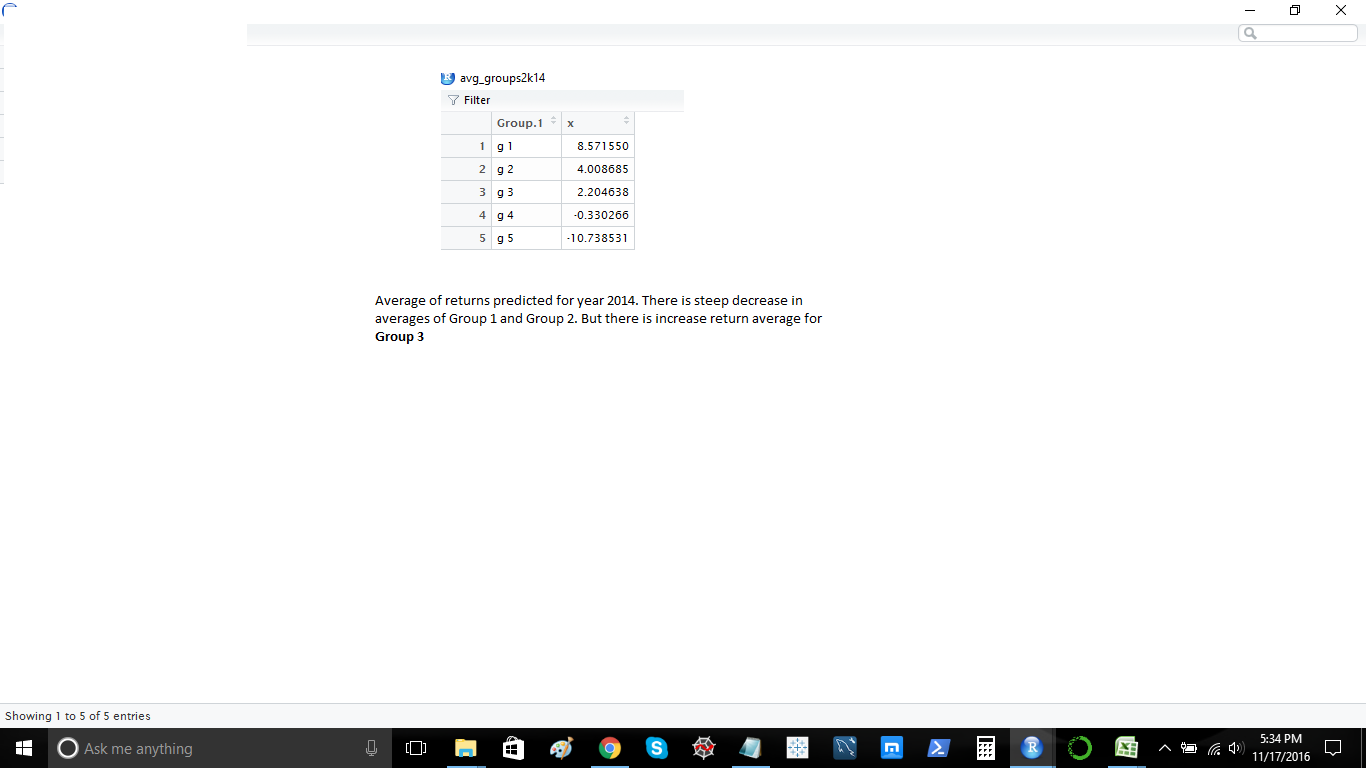 avg_groups2k14
Filter
Group.1 x
1 g 1 8.571550
2 g 2 4.008685
3 g 3 2.204638
4 g 4 -0.330266
5 g 5 -10.738531
Average of returns predicted for year 2014. There is steep decrease in
averages of Group 1 and Group 2. But there is increase return average for
Group 3
Showing 1 to 5 of 5 entries
Ask me anything
5:34 PM
11/17/2016